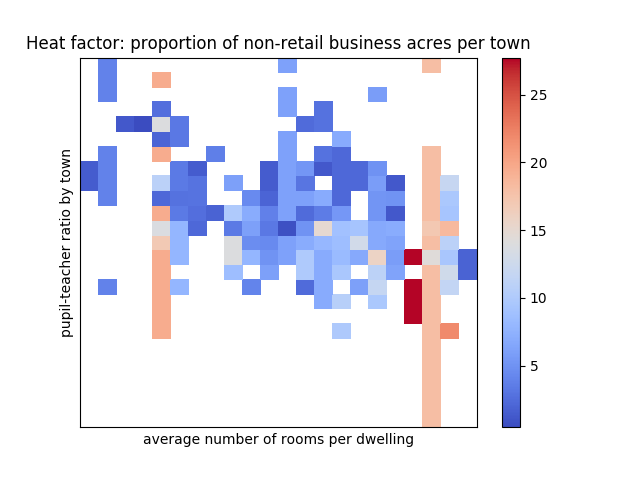 Heat factor: proportion of non-retail business acres per town
pupil-teacher ratio by town
25
20
15
10
5
average number of rooms per dwelling